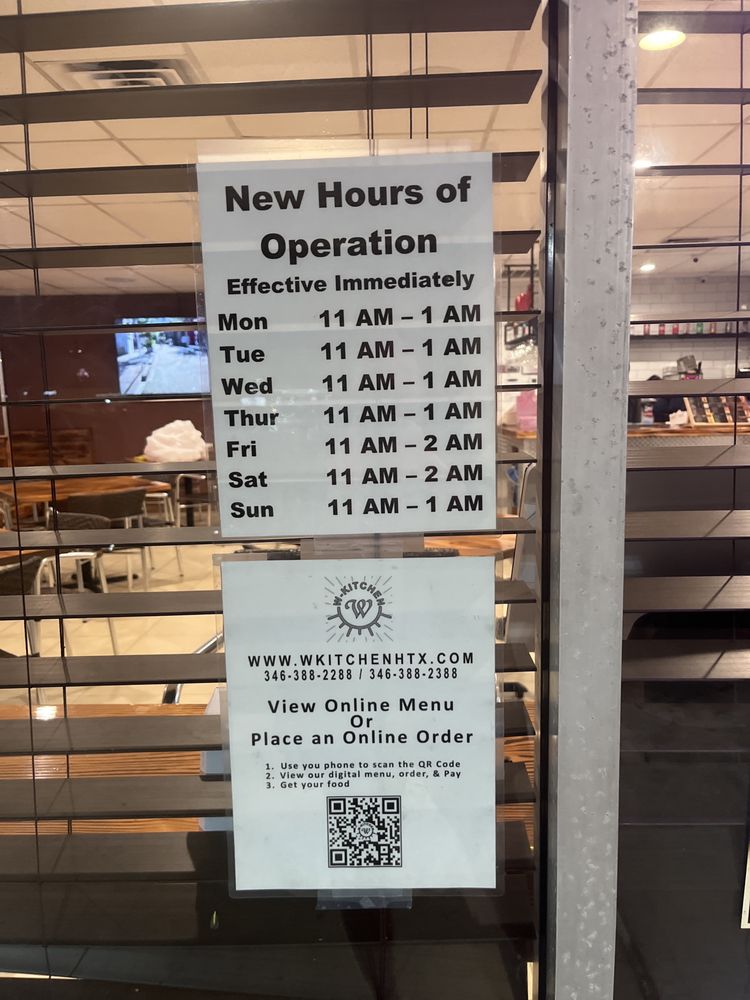 New Hours of
Operation
Effective Immediately
Mon 11 AM – 1 AM
Tue 11 AM – 1 AM
Wed 11 AM – 1 AM
Thur 11 AM – 1 AM
Fri 11 AM – 2 AM
Sat 11 AM – 2 AM
Sun 11 AM – 1 AM
W-KITCHEN
W
WWW.WKITCHENHTX.COM
346-388-2288 / 346-388-2388
View Online Menu
Or
Place an Online Order
1. Use you phone to scan the QR Code
2. View our digital menu, order, & Pay
3. Get your food